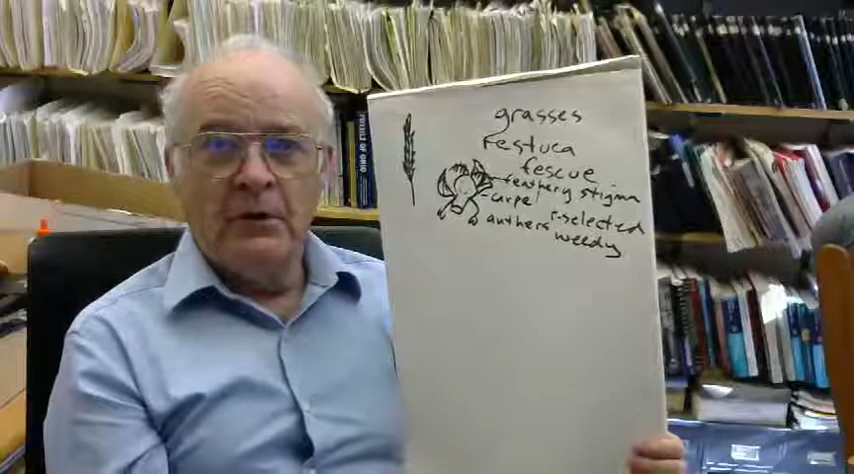 grasses
Festuca
fescue
feathery stigma
carpel r-selected
anthers weedy